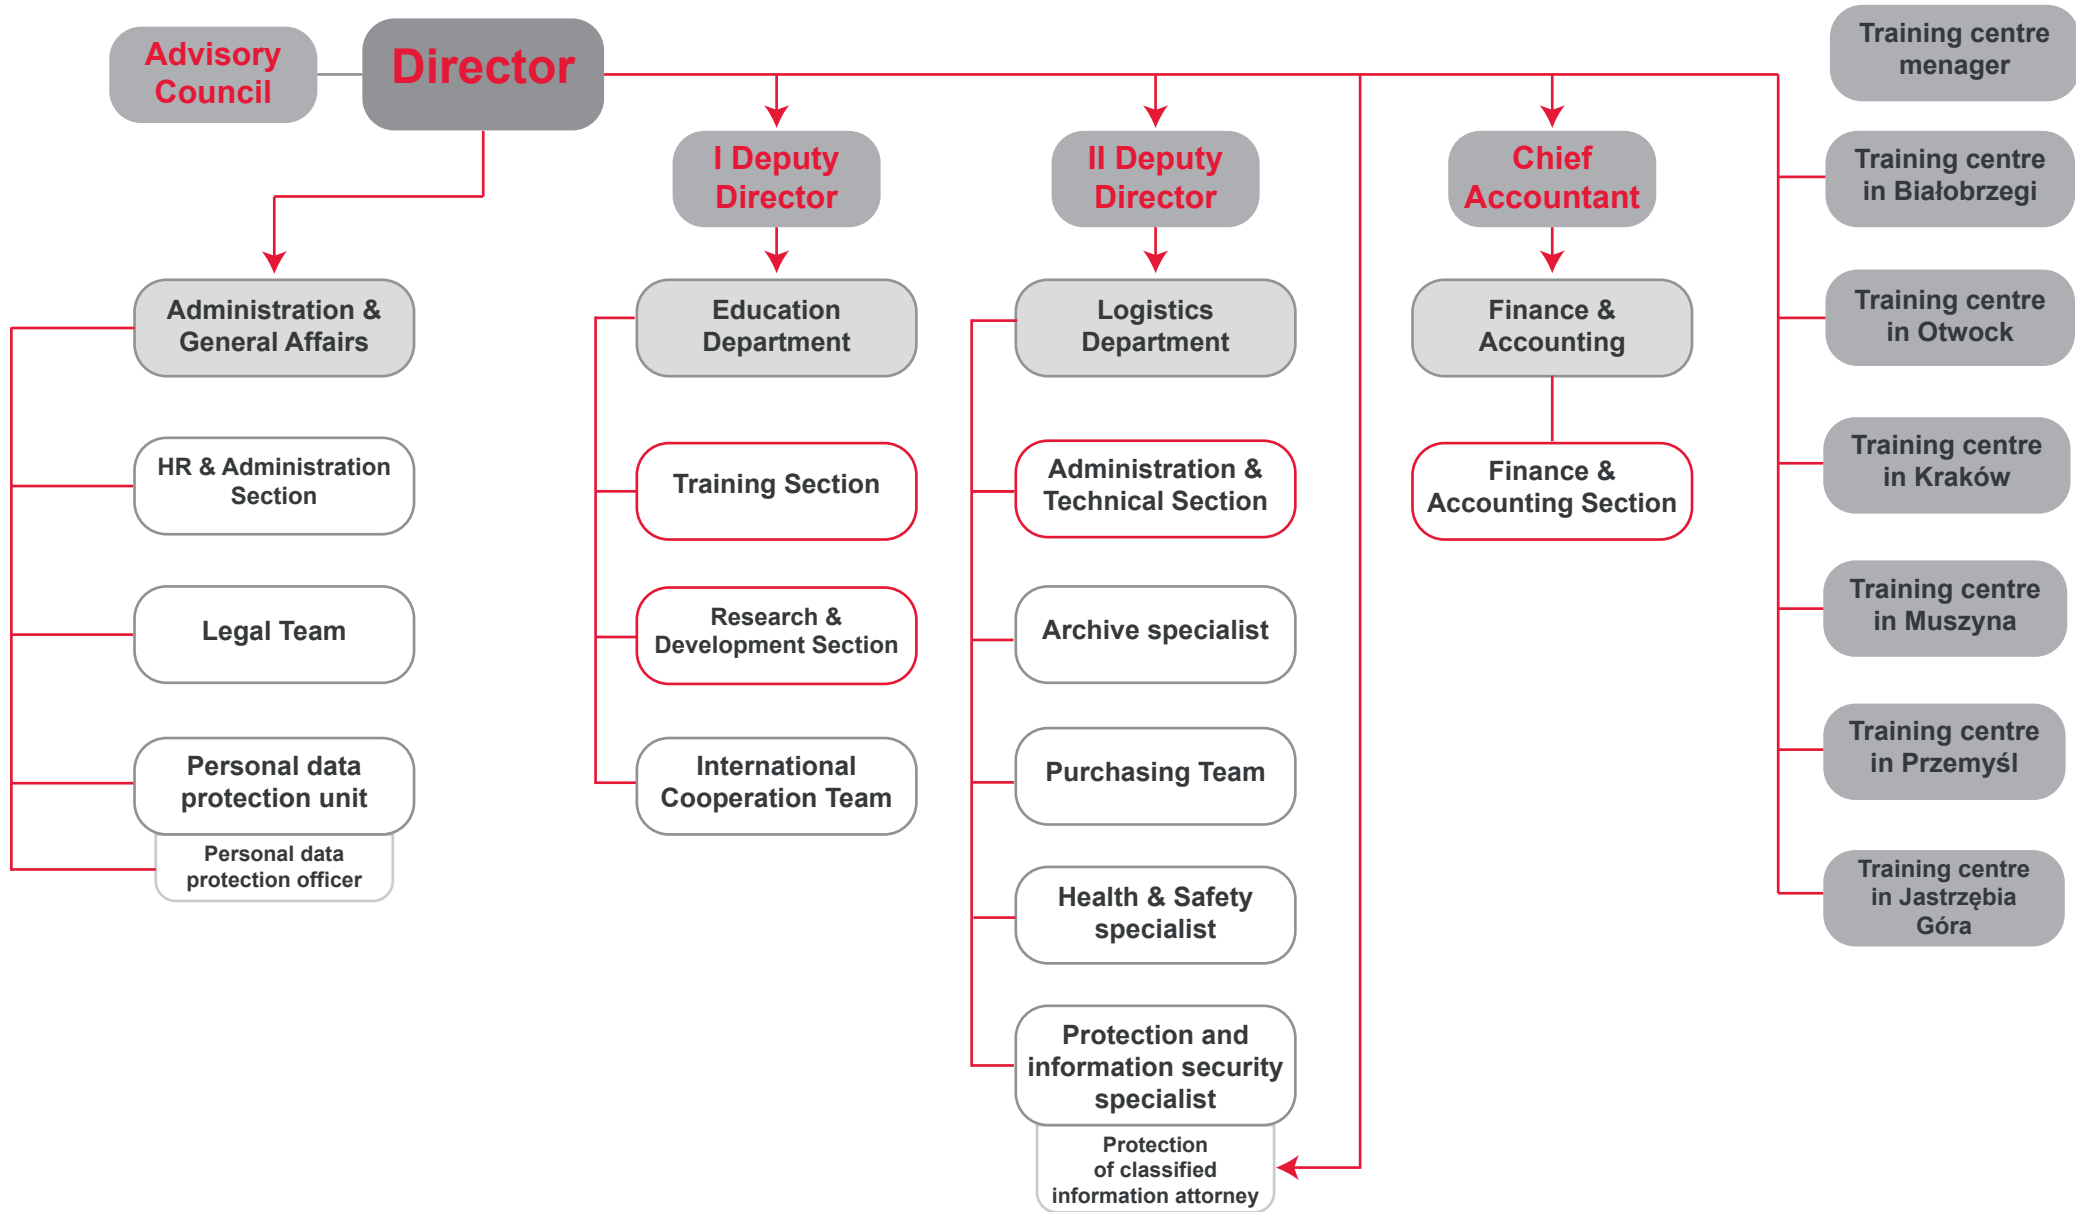 Advisory
Council
Director
I Deputy
Director
II Deputy
Director
Chief
Accountant
Training centre
menager
Administration &
General Affairs
HR & Administration
Section
Legal Team
Personal data
protection unit
Personal data
protection officer
Education
Department
Training Section
Research &
Development Section
International
Cooperation Team
Logistics
Department
Administration &
Technical Section
Archive specialist
Purchasing Team
Health & Safety
specialist
Protection and
information security
specialist
Protection
of classified
information attorney
Finance &
Accounting
Finance &
Accounting Section
Training centre
in Białobrzegi
Training centre
in Otwock
Training centre
in Kraków
Training centre
in Muszyna
Training centre
in Przemyśl
Training centre
in Jastrzębia
Góra